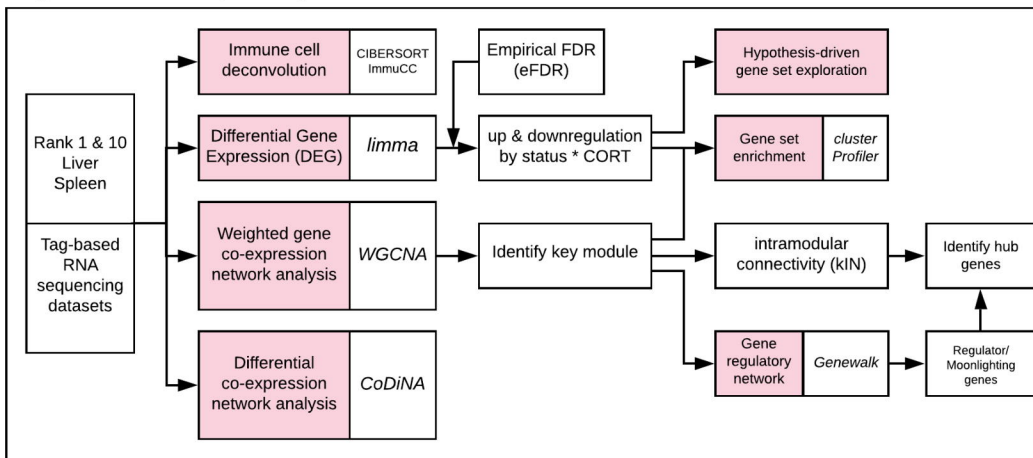 Rank 1 & 10
Liver
Spleen
Tag-based
RNA
sequencing
datasets
Immune cell
deconvolution
CIBERSORT
ImmuCC
Differential Gene
Expression (DEG)
limma
Weighted gene
co-expression
network analysis
WGCNA
Differential
co-expression
network analysis
CoDiNA
Empirical FDR
(eFDR)
up & downregulation
by status * CORT
Identify key module
Hypothesis-driven
gene set exploration
Gene set
enrichment
cluster
Profiler
intramodular
connectivity (kIN)
Gene
regulatory
network
Genewalk
Identify hub
genes
Regulator/
Moonlighting
genes